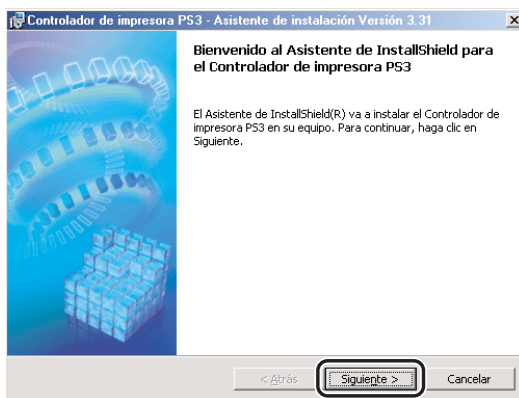 Controlador de impresora PS3 - Asistente de instalación Versión 3.31
Bienvenido al Asistente de InstallShield para
el Controlador de impresora PS3
El Asistente de InstallShield(R) va a instalar el Controlador de
impresora PS3 en su equipo. Para continuar, haga clic en
Siguiente.
< Atrás
Siguiente >
Cancelar